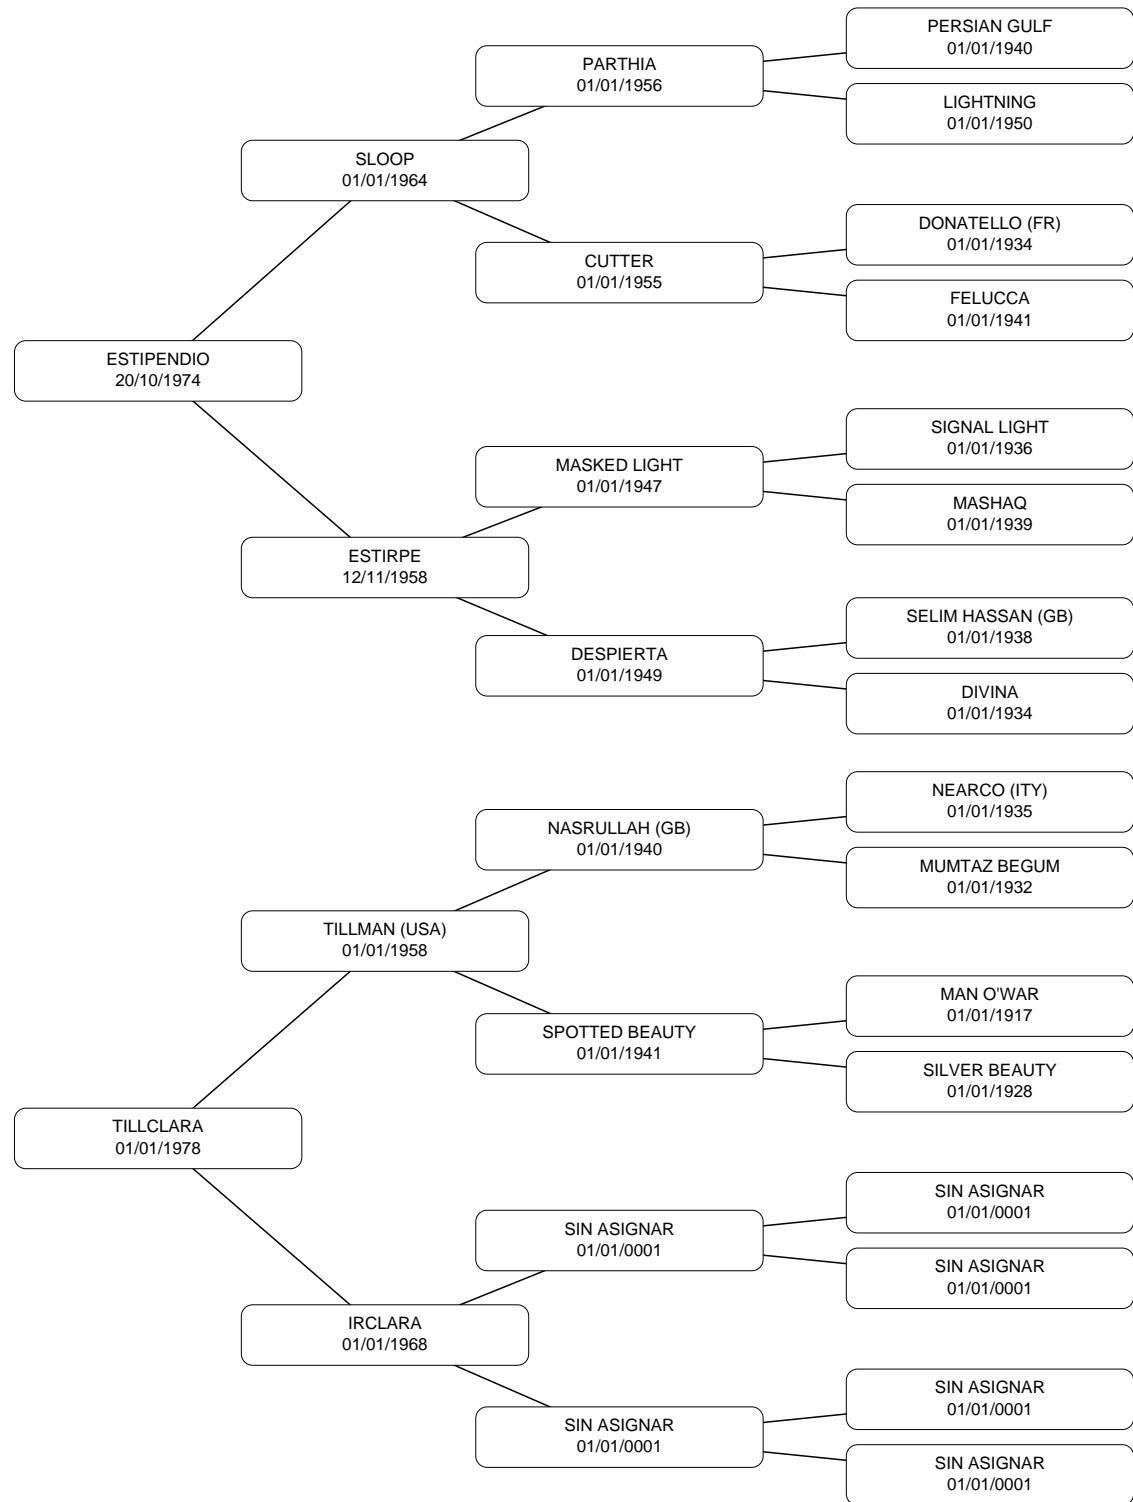 PERSIAN GULF
01/01/1940
PARTHIA
01/01/1956
LIGHTNING
01/01/1950
SLOOP
01/01/1964
DONATELLO (FR)
01/01/1934
CUTTER
01/01/1955
FELUCCA
01/01/1941
ESTIPENDIO
20/10/1974
SIGNAL LIGHT
01/01/1936
MASKED LIGHT
01/01/1947
MASHAQ
01/01/1939
ESTIRPE
12/11/1958
SELIM HASSAN (GB)
01/01/1938
DESPIERTA
01/01/1949
DIVINA
01/01/1934
NEARCO (ITY)
01/01/1935
NASRULLAH (GB)
01/01/1940
MUMTAZ BEGUM
01/01/1932
TILLMAN (USA)
01/01/1958
MAN O'WAR
01/01/1917
SPOTTED BEAUTY
01/01/1941
SILVER BEAUTY
01/01/1928
TILLCLARA
01/01/1978
SIN ASIGNAR
01/01/0001
SIN ASIGNAR
01/01/0001
SIN ASIGNAR
01/01/0001
IRCLARA
01/01/1968
SIN ASIGNAR
01/01/0001
SIN ASIGNAR
01/01/0001
SIN ASIGNAR
01/01/0001